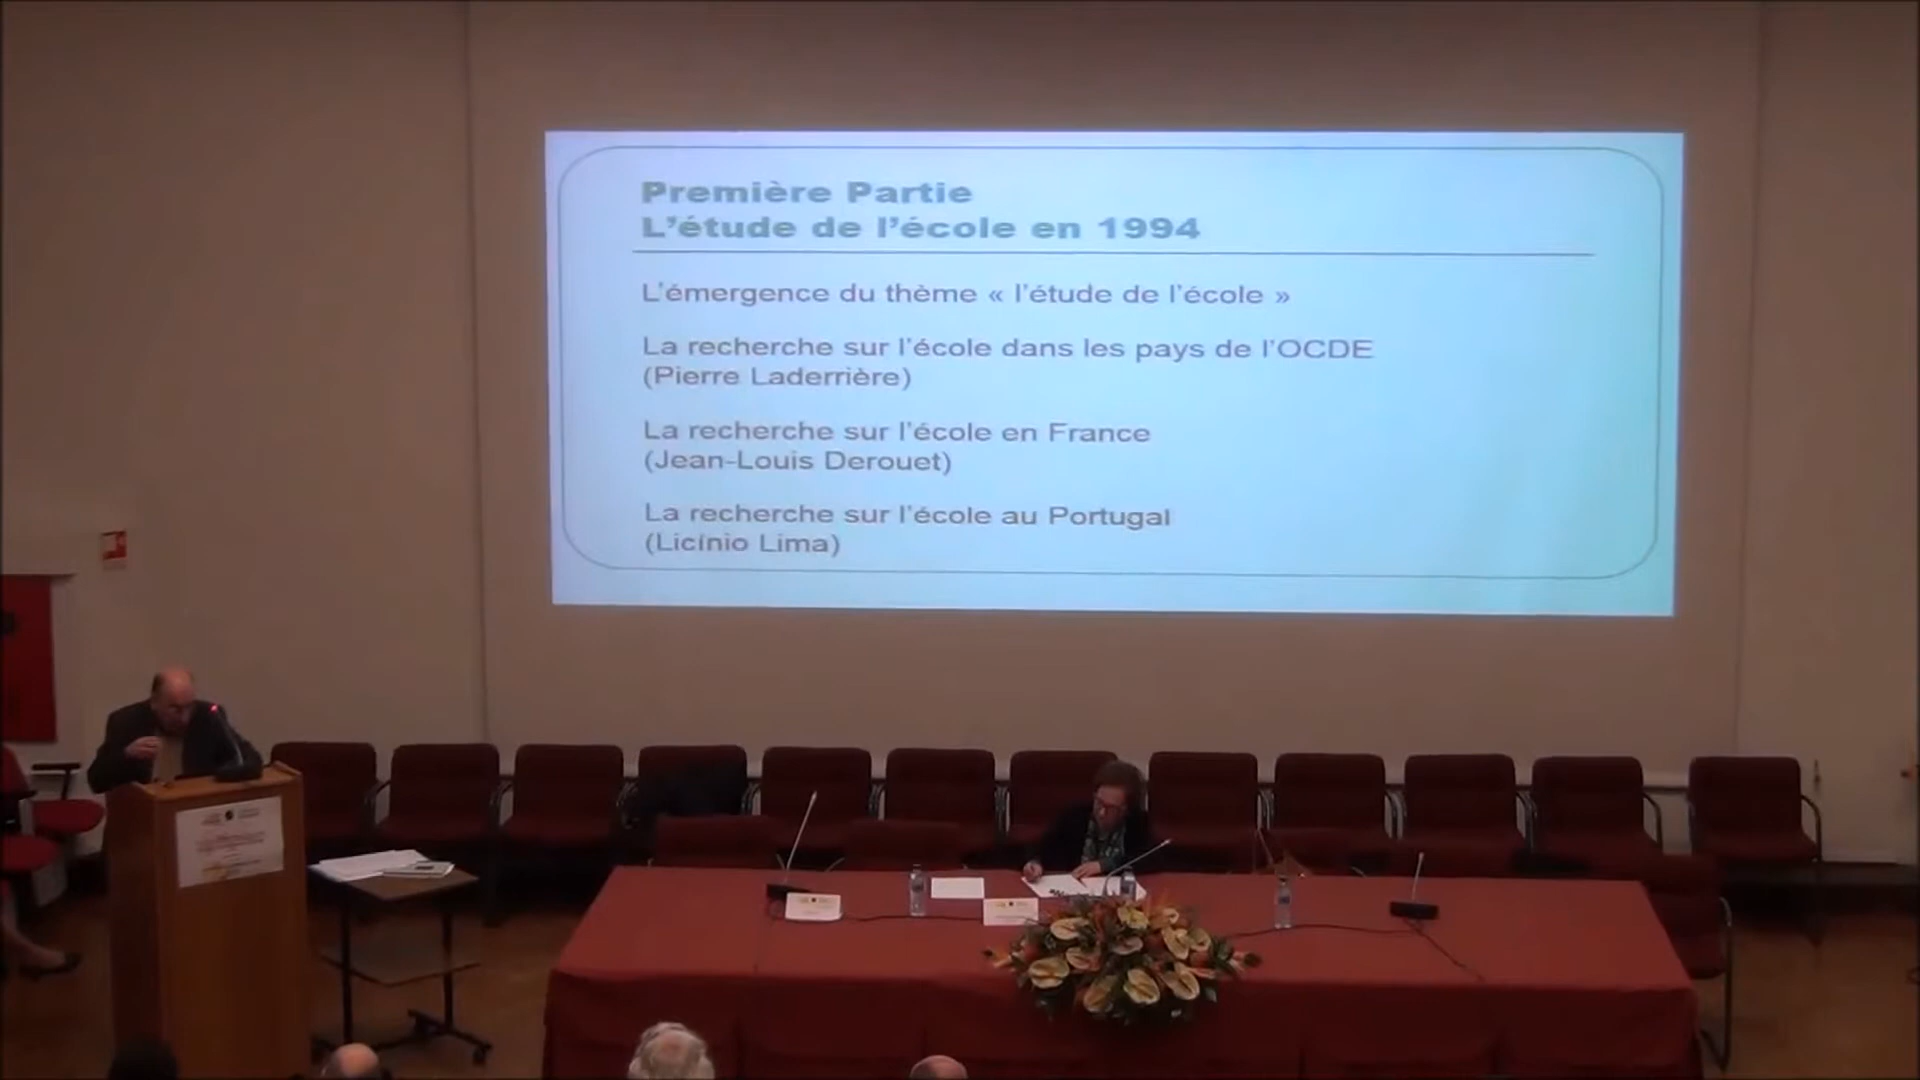 Première Partie
L'étude de l'école en 1994
L'émergence du thème « l'étude de l'école »
La recherche sur l'école dans les pays de l'OCDE
(Pierre Laderrière)
La recherche sur l'école en France
(Jean-Louis Derouet)
La recherche sur l'école au Portugal
(Licínio Lima)